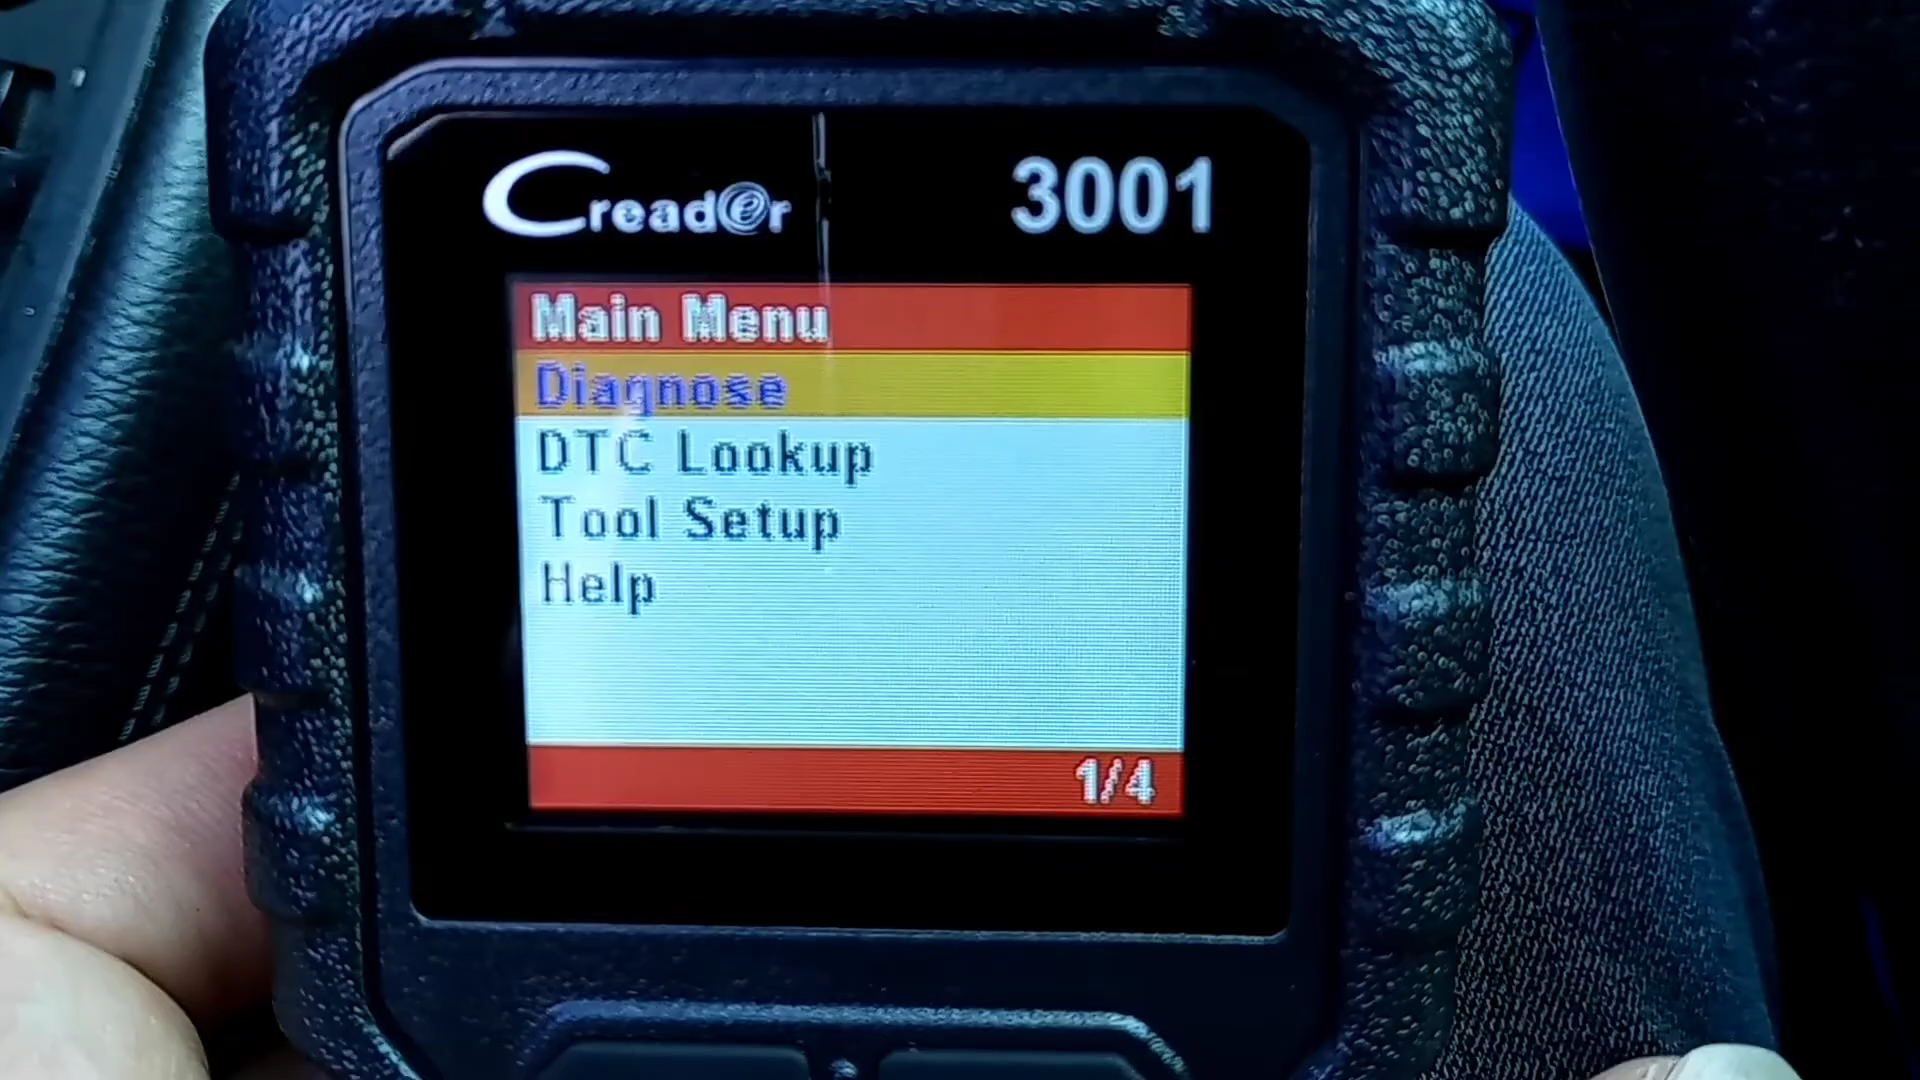 Creader 3001
Main Menu
Diagnose
DTC Lookup
Tool Setup
Help
1/4